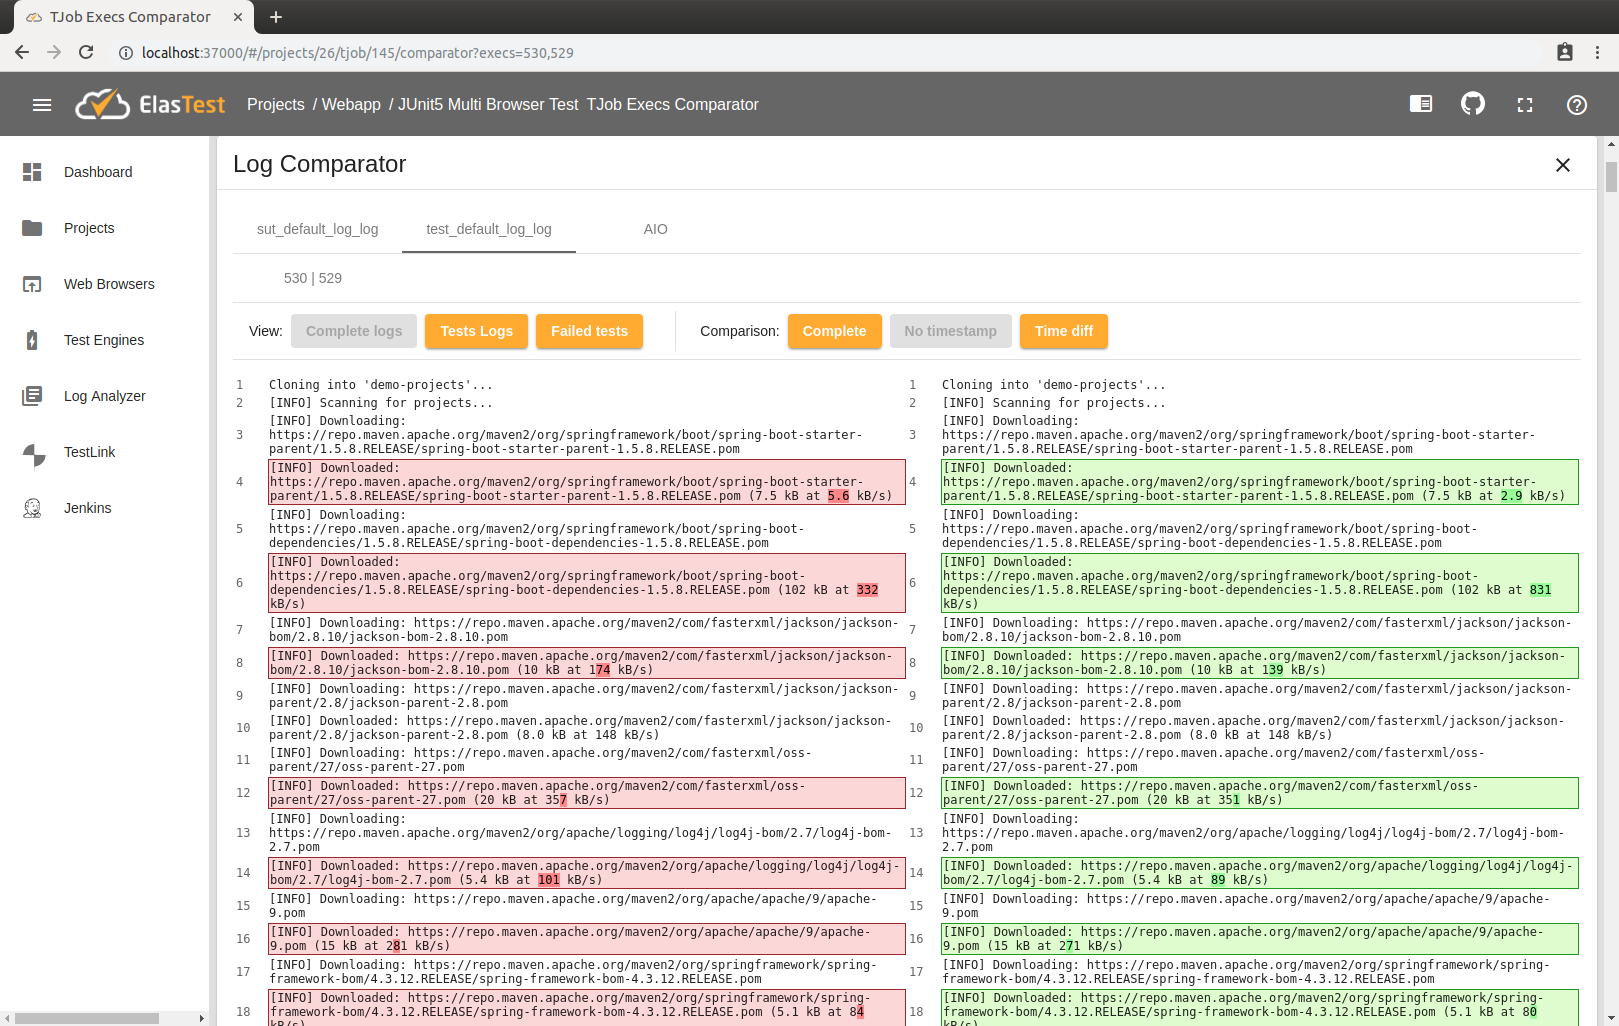 TJob Execs Comparator
localhost:37000/#/projects/26/tjob/145/comparator?execs=530,529
ElasTest
Projects / Webapp / JUnit5 Multi Browser Test TJob Execs Comparator
Dashboard
Projects
Web Browsers
Test Engines
Log Analyzer
TestLink
Jenkins
Log Comparator
sut_default_log_log test_default_log_log AIO
530 | 529
View: Complete logs Tests Logs Failed tests Comparison: Complete No timestamp Time diff
1 Cloning into 'demo-projects'...
2 [INFO] Scanning for projects...
[INFO] Downloading:
3 https://repo.maven.apache.org/maven2/org/springframework/boot/spring-boot-starter-
parent/1.5.8.RELEASE/spring-boot-starter-parent-1.5.8.RELEASE.pom
[INFO] Downloaded:
4 https://repo.maven.apache.org/maven2/org/springframework/boot/spring-boot-starter-
parent/1.5.8.RELEASE/spring-boot-starter-parent-1.5.8.RELEASE.pom (7.5 kB at 5.6 kB/s)
[INFO] Downloading:
5 https://repo.maven.apache.org/maven2/org/springframework/boot/spring-boot-
dependencies/1.5.8.RELEASE/spring-boot-dependencies-1.5.8.RELEASE.pom
[INFO] Downloaded:
6 https://repo.maven.apache.org/maven2/org/springframework/boot/spring-boot-
dependencies/1.5.8.RELEASE/spring-boot-dependencies-1.5.8.RELEASE.pom (102 kB at 332
kB/s)
7 [INFO] Downloading: https://repo.maven.apache.org/maven2/com/fasterxml/jackson/jackson-
bom/2.8.10/jackson-bom-2.8.10.pom
8 [INFO] Downloaded: https://repo.maven.apache.org/maven2/com/fasterxml/jackson/jackson-
bom/2.8.10/jackson-bom-2.8.10.pom (10 kB at 174 kB/s)
9 [INFO] Downloading: https://repo.maven.apache.org/maven2/com/fasterxml/jackson/jackson-
parent/2.8/jackson-parent-2.8.pom
10 [INFO] Downloaded: https://repo.maven.apache.org/maven2/com/fasterxml/jackson/jackson-
parent/2.8/jackson-parent-2.8.pom (8.0 kB at 148 kB/s)
11 [INFO] Downloading: https://repo.maven.apache.org/maven2/com/fasterxml/oss-
parent/27/oss-parent-27.pom
12 [INFO] Downloaded: https://repo.maven.apache.org/maven2/com/fasterxml/oss-
parent/27/oss-parent-27.pom (20 kB at 357 kB/s)
[INFO] Downloading:
13 https://repo.maven.apache.org/maven2/org/apache/logging/log4j/log4j-bom/2.7/log4j-bom-
2.7.pom
14 [INFO] Downloaded: https://repo.maven.apache.org/maven2/org/apache/logging/log4j/log4j-
bom/2.7/log4j-bom-2.7.pom (5.4 kB at 101 kB/s)
15 [INFO] Downloading: https://repo.maven.apache.org/maven2/org/apache/apache/9/apache-
9.pom
16 [INFO] Downloaded: https://repo.maven.apache.org/maven2/org/apache/apache/9/apache-
9.pom (15 kB at 281 kB/s)
17 [INFO] Downloading: https://repo.maven.apache.org/maven2/org/springframework/spring-
framework-bom/4.3.12.RELEASE/spring-framework-bom-4.3.12.RELEASE.pom
[INFO] Downloaded: https://repo.maven.apache.org/maven2/org/springframework/spring-
18 framework-bom/4.3.12.RELEASE/spring-framework-bom-4.3.12.RELEASE.pom (5.1 kB at 84
kB/s)
1 Cloning into 'demo-projects'...
2 [INFO] Scanning for projects...
[INFO] Downloading:
3 https://repo.maven.apache.org/maven2/org/springframework/boot/spring-boot-starter-
parent/1.5.8.RELEASE/spring-boot-starter-parent-1.5.8.RELEASE.pom
[INFO] Downloaded:
4 https://repo.maven.apache.org/maven2/org/springframework/boot/spring-boot-starter-
parent/1.5.8.RELEASE/spring-boot-starter-parent-1.5.8.RELEASE.pom (7.5 kB at 2.9 kB/s)
[INFO] Downloading:
5 https://repo.maven.apache.org/maven2/org/springframework/boot/spring-boot-
dependencies/1.5.8.RELEASE/spring-boot-dependencies-1.5.8.RELEASE.pom
[INFO] Downloaded:
6 https://repo.maven.apache.org/maven2/org/springframework/boot/spring-boot-
dependencies/1.5.8.RELEASE/spring-boot-dependencies-1.5.8.RELEASE.pom (102 kB at 831
kB/s)
7 [INFO] Downloading: https://repo.maven.apache.org/maven2/com/fasterxml/jackson/jackson-
bom/2.8.10/jackson-bom-2.8.10.pom
8 [INFO] Downloaded: https://repo.maven.apache.org/maven2/com/fasterxml/jackson/jackson-
bom/2.8.10/jackson-bom-2.8.10.pom (10 kB at 139 kB/s)
9 [INFO] Downloading: https://repo.maven.apache.org/maven2/com/fasterxml/jackson/jackson-
parent/2.8/jackson-parent-2.8.pom
10 [INFO] Downloaded: https://repo.maven.apache.org/maven2/com/fasterxml/jackson/jackson-
parent/2.8/jackson-parent-2.8.pom (8.0 kB at 148 kB/s)
11 [INFO] Downloading: https://repo.maven.apache.org/maven2/com/fasterxml/oss-
parent/27/oss-parent-27.pom
12 [INFO] Downloaded: https://repo.maven.apache.org/maven2/com/fasterxml/oss-
parent/27/oss-parent-27.pom (20 kB at 351 kB/s)
[INFO] Downloading:
13 https://repo.maven.apache.org/maven2/org/apache/logging/log4j/log4j-bom/2.7/log4j-bom-
2.7.pom
14 [INFO] Downloaded: https://repo.maven.apache.org/maven2/org/apache/logging/log4j/log4j-
bom/2.7/log4j-bom-2.7.pom (5.4 kB at 89 kB/s)
15 [INFO] Downloading: https://repo.maven.apache.org/maven2/org/apache/apache/9/apache-
9.pom
16 [INFO] Downloaded: https://repo.maven.apache.org/maven2/org/apache/apache/9/apache-
9.pom (15 kB at 271 kB/s)
17 [INFO] Downloading: https://repo.maven.apache.org/maven2/org/springframework/spring-
framework-bom/4.3.12.RELEASE/spring-framework-bom-4.3.12.RELEASE.pom
[INFO] Downloaded: https://repo.maven.apache.org/maven2/org/springframework/spring-
18 framework-bom/4.3.12.RELEASE/spring-framework-bom-4.3.12.RELEASE.pom (5.1 kB at 80
kB/s)